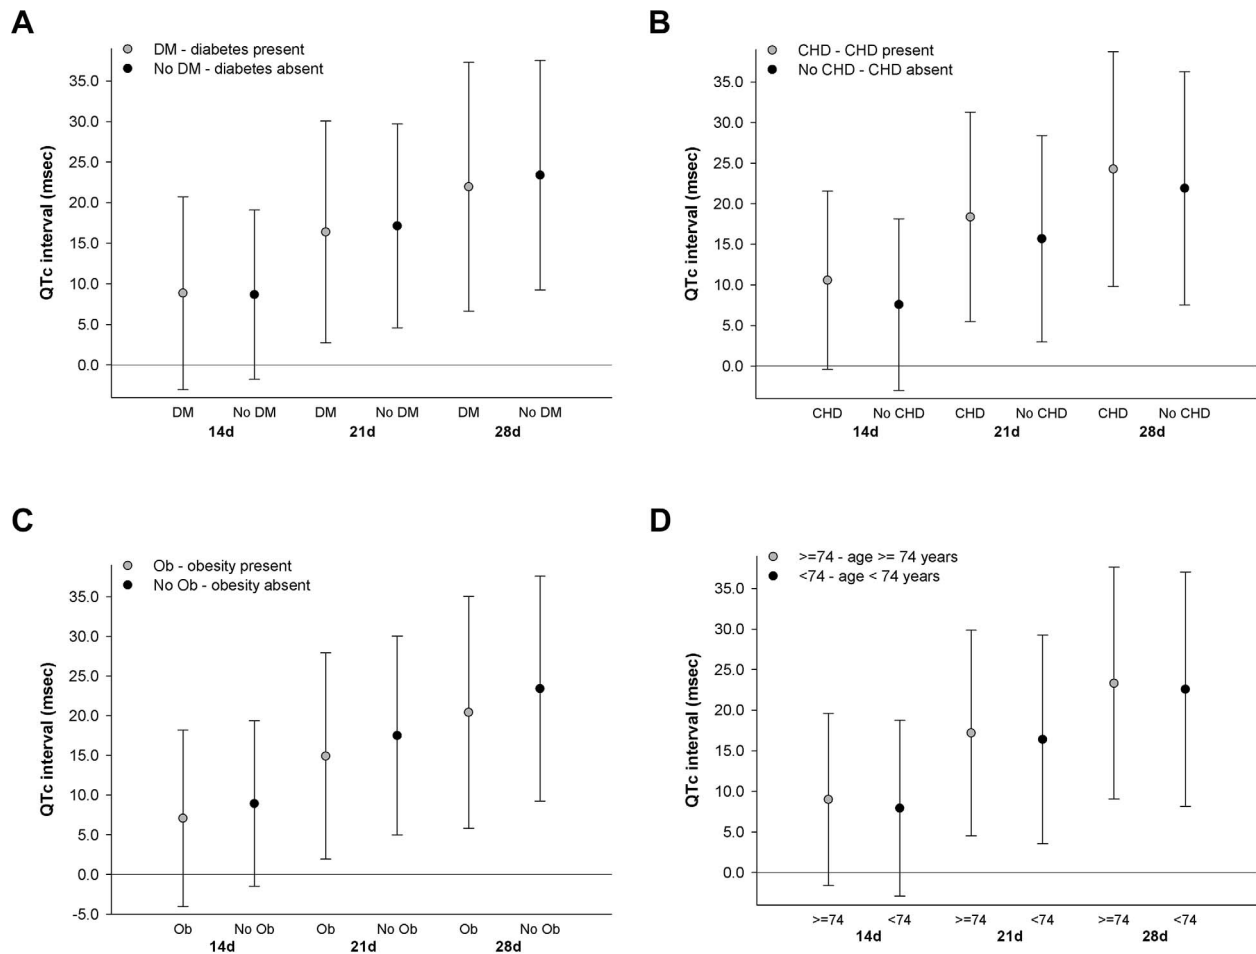 A
DM - diabetes present
No DM - diabetes absent
QTc interval (msec)
35.0
30.0
25.0
20.0
15.0
10.0
5.0
0.0
DM No DM DM No DM DM No DM
14d 21d 28d
B
CHD - CHD present
No CHD - CHD absent
QTc interval (msec)
35.0
30.0
25.0
20.0
15.0
10.0
5.0
0.0
CHD No CHD CHD No CHD CHD No CHD
14d 21d 28d
C
Ob - obesity present
No Ob - obesity absent
QTc interval (msec)
35.0
30.0
25.0
20.0
15.0
10.0
5.0
0.0
-5.0
Ob No Ob Ob No Ob Ob No Ob
14d 21d 28d
D
>=74 - age >= 74 years
<74 - age < 74 years
QTc interval (msec)
35.0
30.0
25.0
20.0
15.0
10.0
5.0
0.0
>=74 <74 >=74 <74 >=74 <74
14d 21d 28d